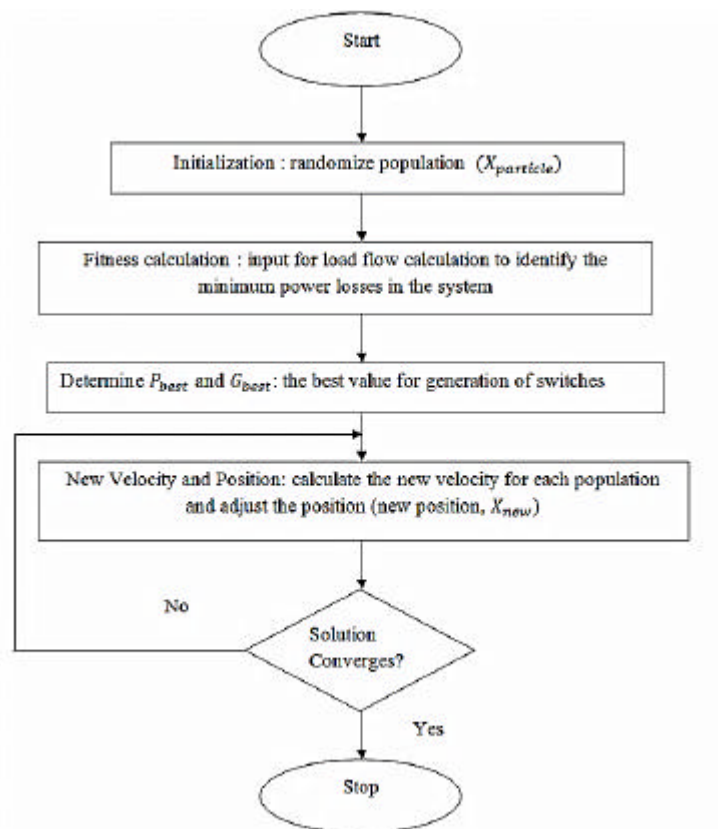 Start
Initialization : randomize population (X_particle)
Fitness calculation : input for load flow calculation to identify the
minimum power losses in the system
Determine P_best and G_best: the best value for generation of switches
New Velocity and Position: calculate the new velocity for each population
and adjust the position (new position, X_new)
No
Solution
Converges?
Yes
Stop